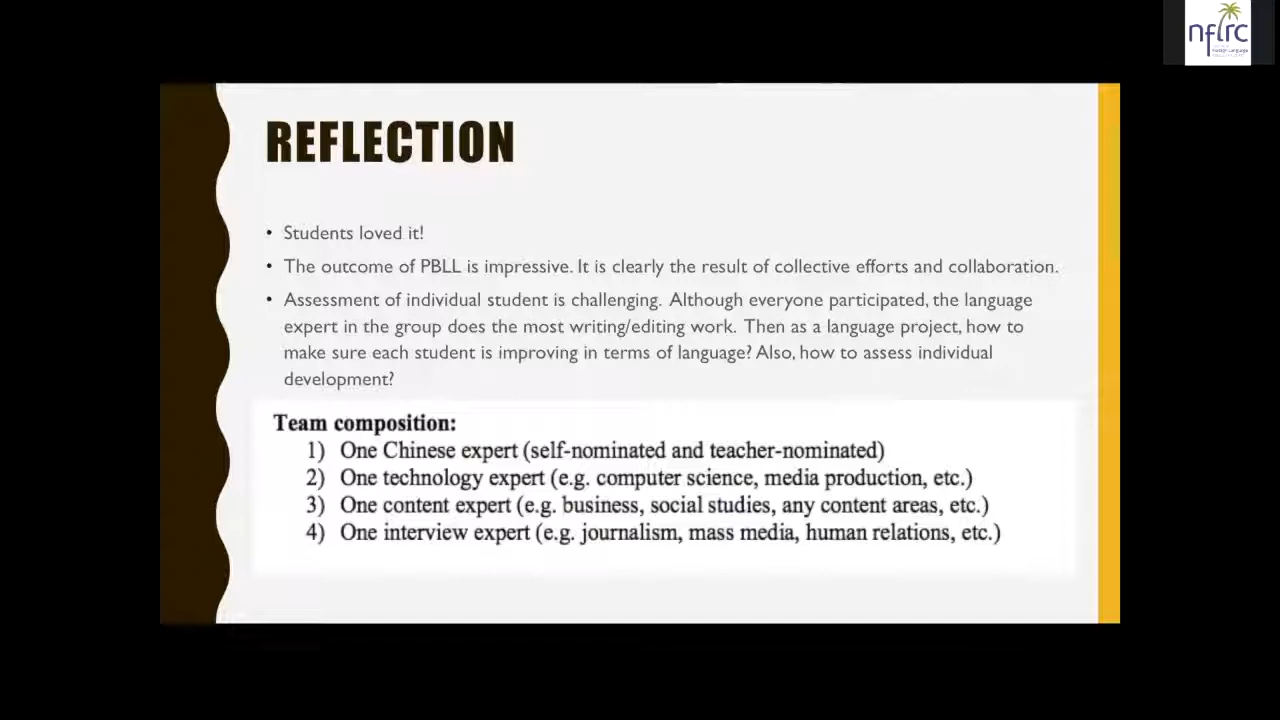 nflrc
REFLECTION
• Students loved it!
• The outcome of PBLL is impressive. It is clearly the result of collective efforts and collaboration.
• Assessment of individual student is challenging. Although everyone participated, the language
expert in the group does the most writing/editing work. Then as a language project, how to
make sure each student is improving in terms of language? Also, how to assess individual
development?
Team composition:
1) One Chinese expert (self-nominated and teacher-nominated)
2) One technology expert (e.g. computer science, media production, etc.)
3) One content expert (e.g. business, social studies, any content areas, etc.)
4) One interview expert (e.g. journalism, mass media, human relations, etc.)